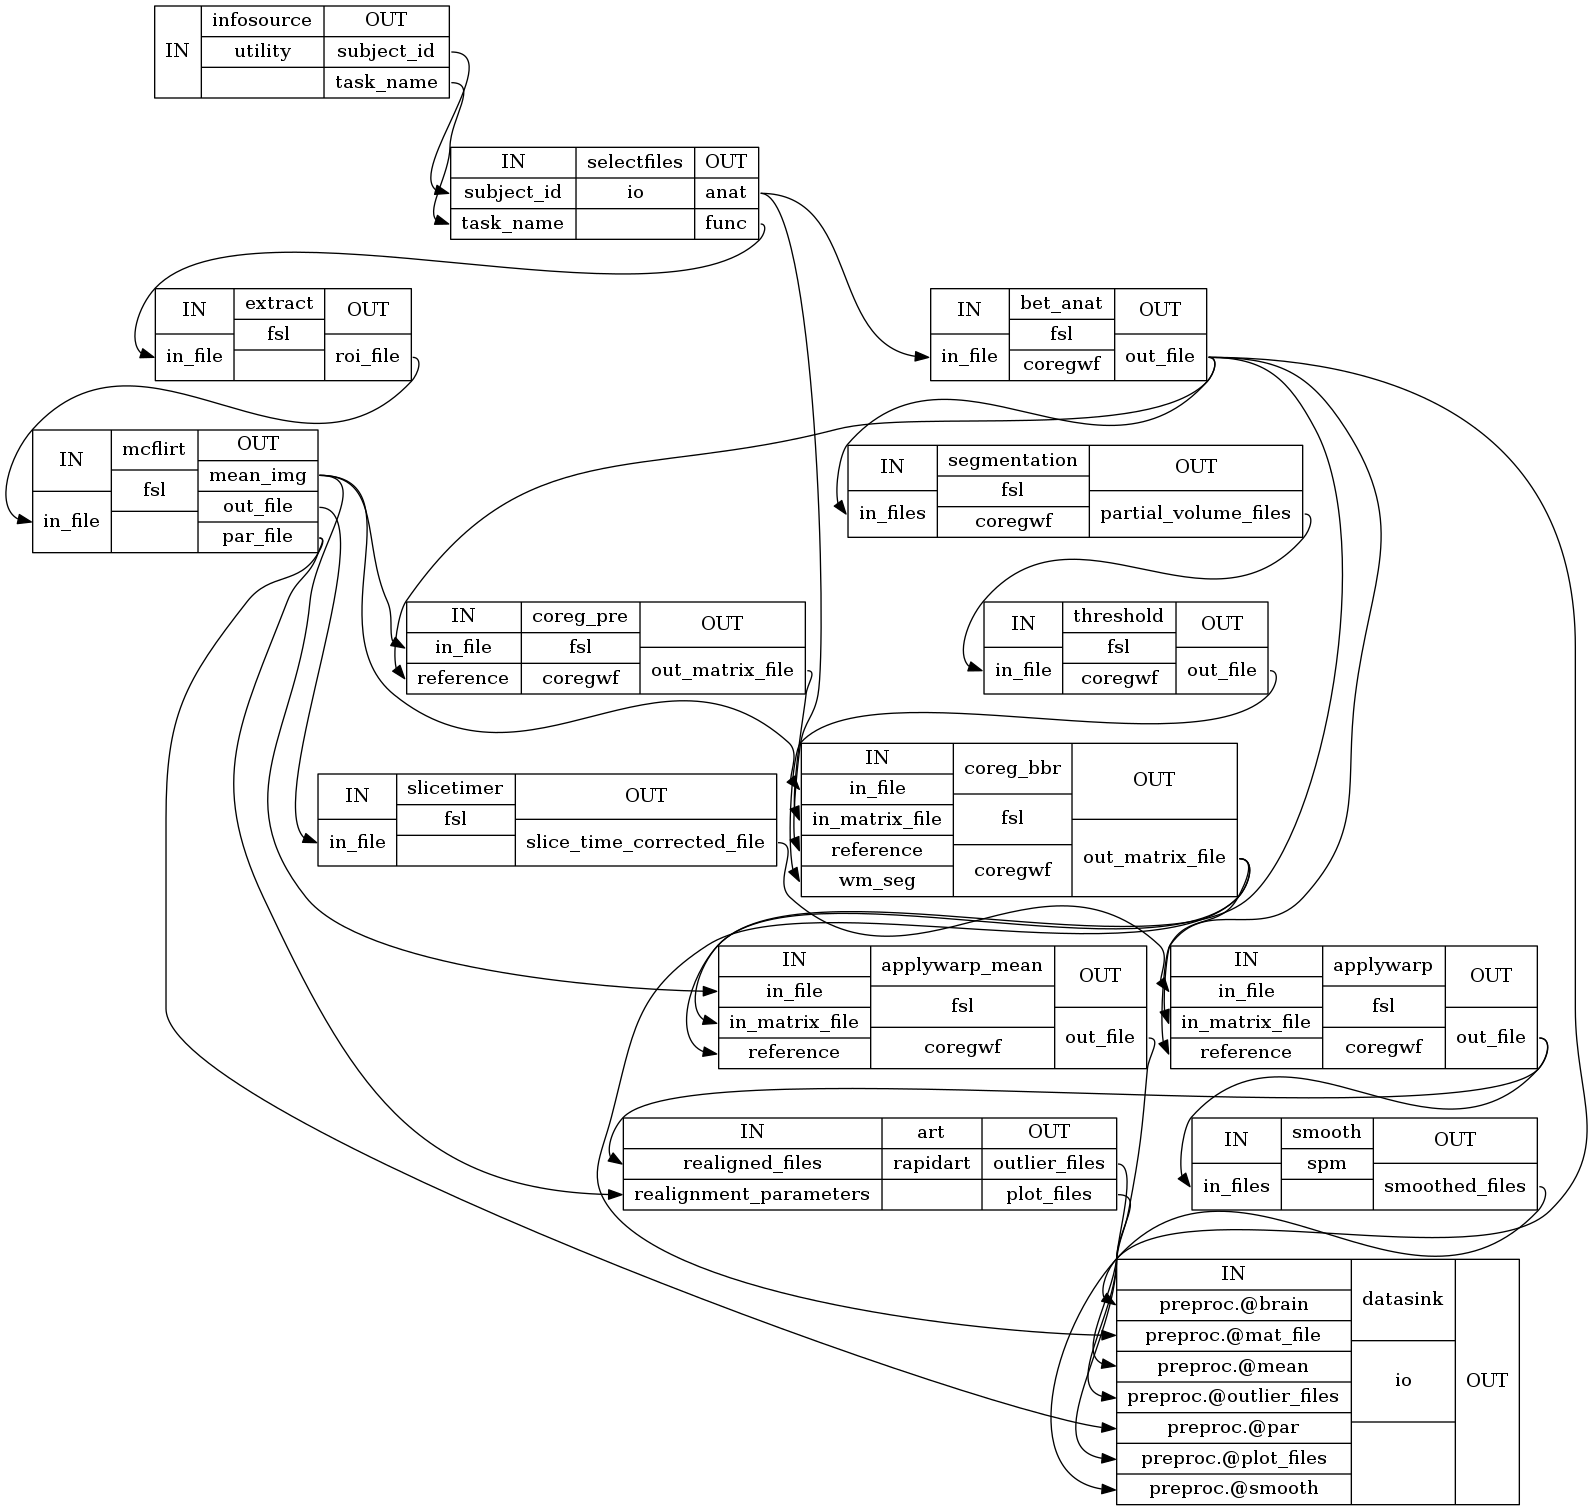 infosource OUT
IN utility subject_id
task_name
IN selectfiles OUT
subject_id io anat
task_name func
IN extract OUT
fsl
in_file roi_file
IN bet_anat OUT
fsl
in_file coregwf out_file
IN mcflirt OUT
mean_img
fsl out_file
in_file par_file
IN segmentation OUT
fsl
in_files coregwf partial_volume_files
IN coreg_pre OUT
in_file fsl
reference coregwf out_matrix_file
IN threshold OUT
fsl
in_file coregwf out_file
IN slicetimer OUT
fsl
in_file slice_time_corrected_file
IN coreg_bbr OUT
in_file
in_matrix_file fsl
reference out_matrix_file
wm_seg coregwf
IN applywarp_mean OUT
in_file fsl
in_matrix_file out_file
reference coregwf
IN applywarp OUT
in_file fsl
in_matrix_file out_file
reference coregwf
IN art OUT
realigned_files rapidart outlier_files
realignment_parameters plot_files
IN smooth OUT
spm
in_files smoothed_files
IN datasink OUT
preproc.@brain
preproc.@mat_file
preproc.@mean io
preproc.@outlier_files
preproc.@par
preproc.@plot_files
preproc.@smooth